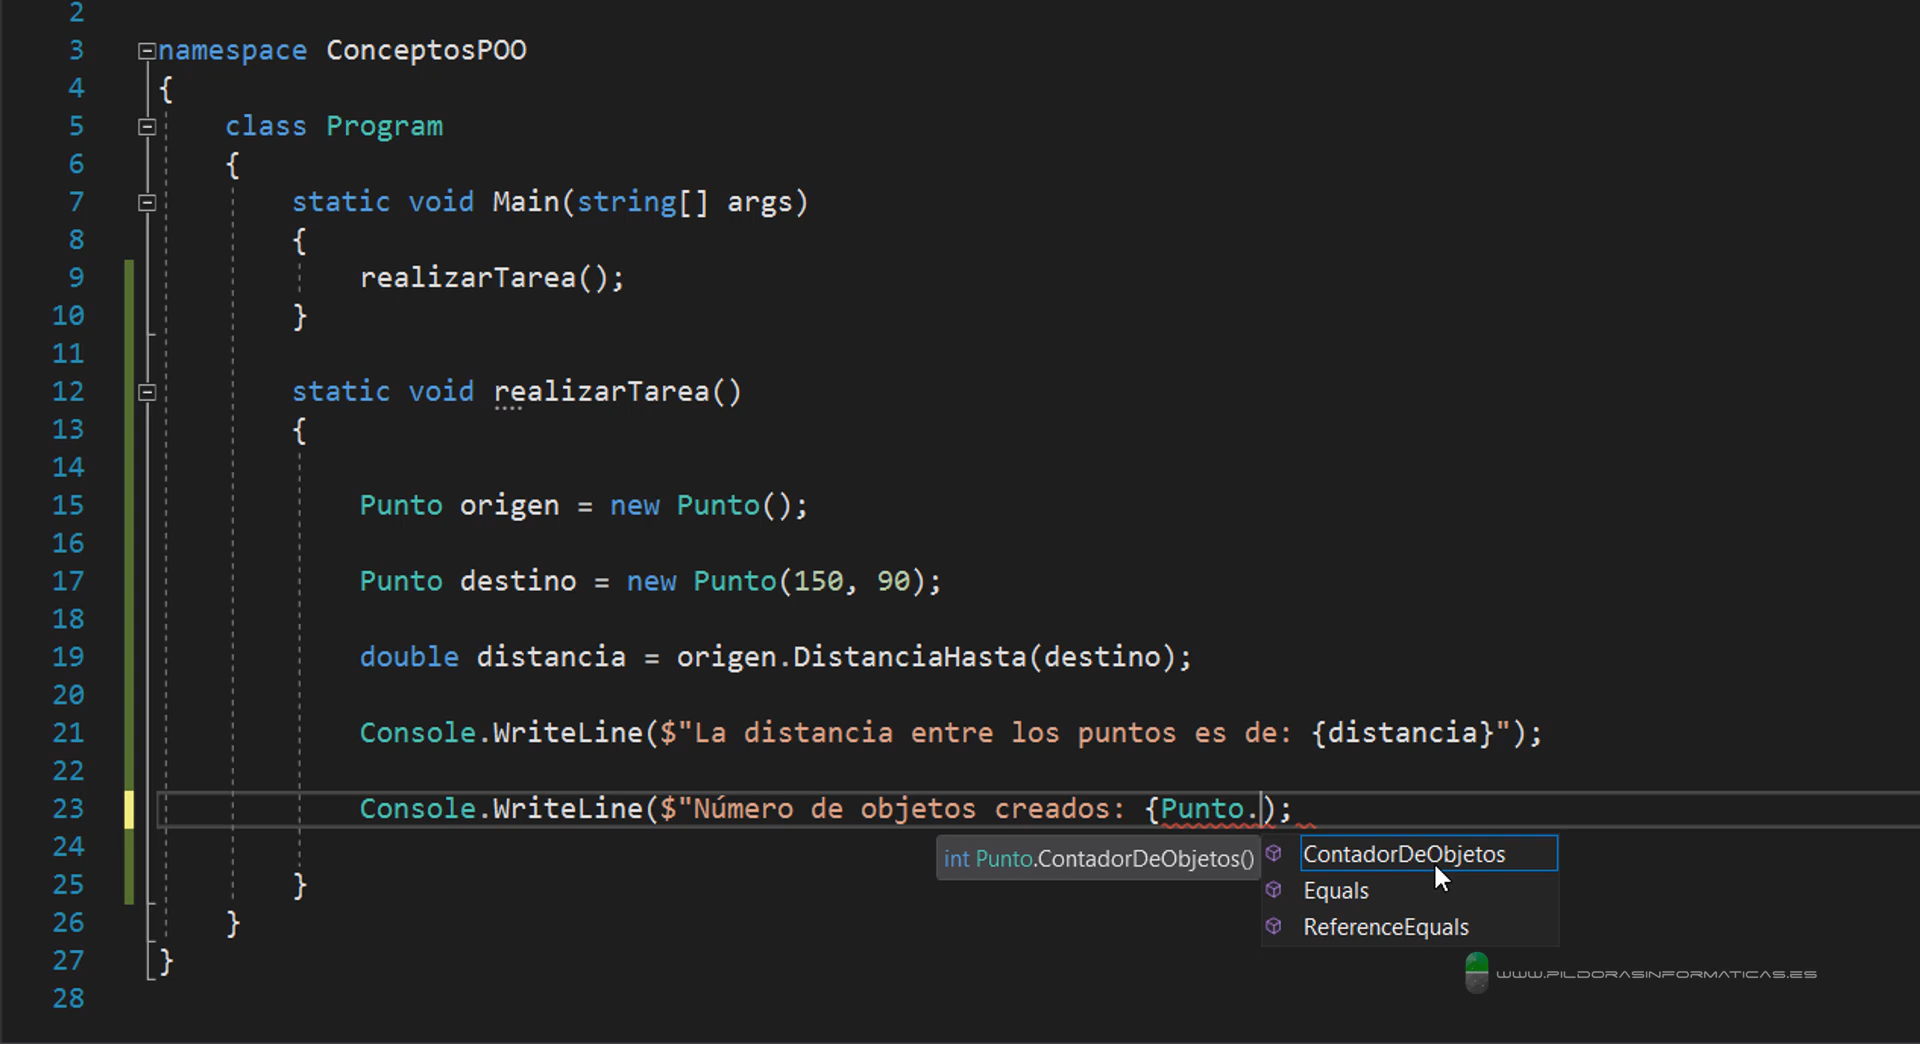 2
3 namespace ConceptosPOO
4 {
5 class Program
6 {
7 static void Main(string[] args)
8 {
9 realizarTarea();
10 }
11
12 static void realizarTarea()
13 {
14
15 Punto origen = new Punto();
16
17 Punto destino = new Punto(150, 90);
18
19 double distancia = origen.DistanciaHasta(destino);
20
21 Console.WriteLine($"La distancia entre los puntos es de: {distancia}");
22
23 Console.WriteLine($"Número de objetos creados: {Punto.);
24
int Punto.ContadorDeObjetos()
ContadorDeObjetos
Equals
ReferenceEquals
25 }
26 }
27 }
WWW.PILDORASINFORMATICAS.ES
28